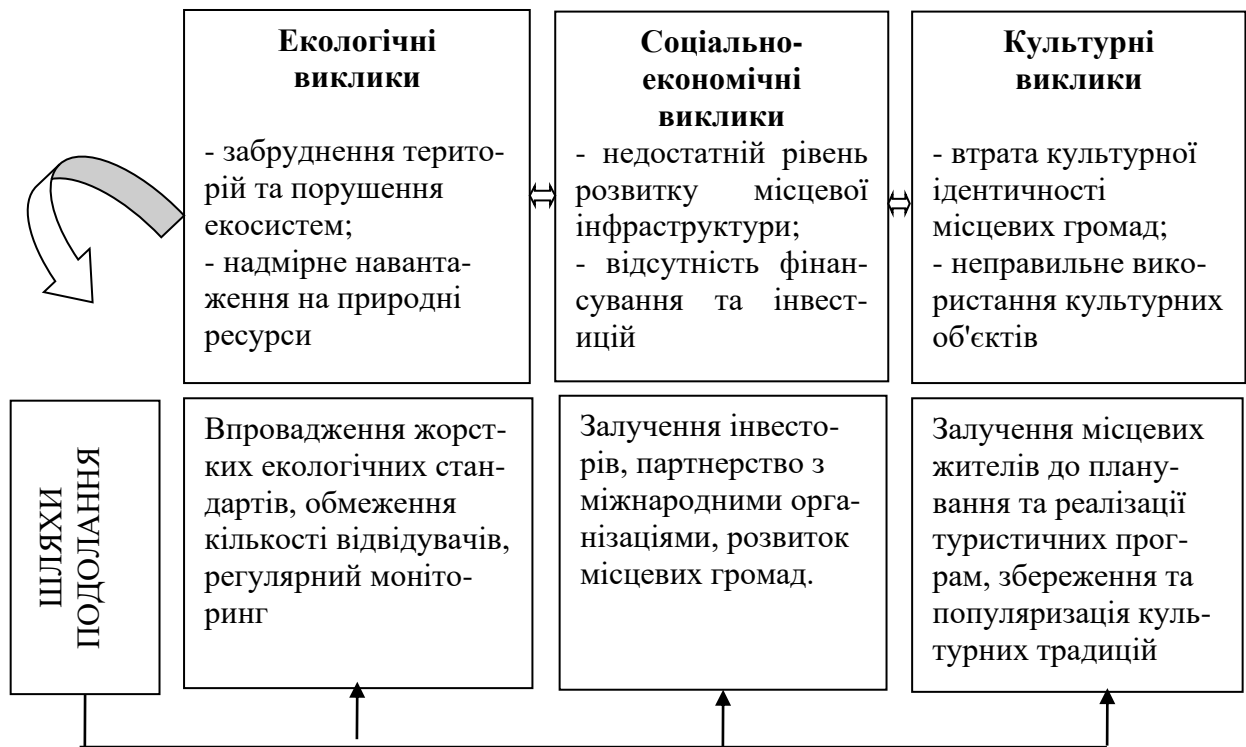 Екологічні
виклики
- забруднення терито-
рій та порушення
екосистем;
- надмірне наванта-
ження на природні
ресурси
Соціально-
економічні
виклики
- недостатній рівень
розвитку місцевої
інфраструктури;
- відсутність фінан-
сування та інвест-
ицій
Культурні
виклики
- втрата культурної
ідентичності
місцевих громад;
- неправильне вико-
ристання культурних
об'єктів
ШЛЯХИ
ПОДОЛАННЯ
Впровадження жорст-
ких екологічних стан-
дартів, обмеження
кількості відвідувачів,
регулярний моніто-
ринг
Залучення інвесто-
рів, партнерство з
міжнародними орга-
нізаціями, розвиток
місцевих громад.
Залучення місцевих
жителів до плану-
вання та реалізації
туристичних прог-
рам, збереження та
популяризація куль-
турних традицій